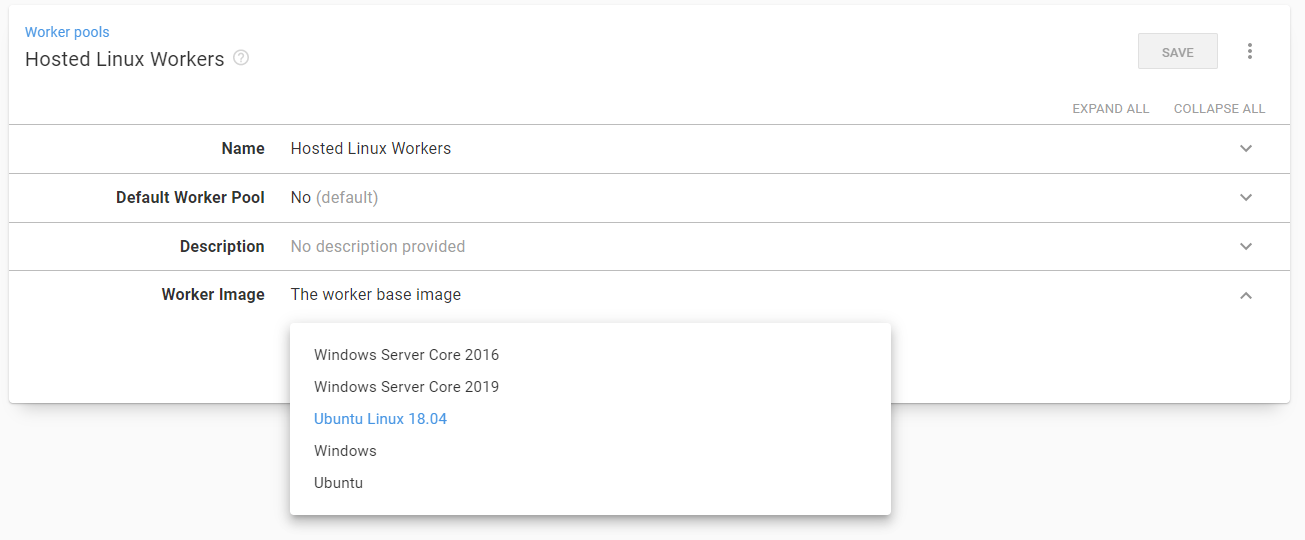 Worker pools
Hosted Linux Workers
SAVE
EXPAND ALL COLLAPSE ALL
Name Hosted Linux Workers
Default Worker Pool No (default)
Description No description provided
Worker Image The worker base image
Windows Server Core 2016
Windows Server Core 2019
Ubuntu Linux 18.04
Windows
Ubuntu